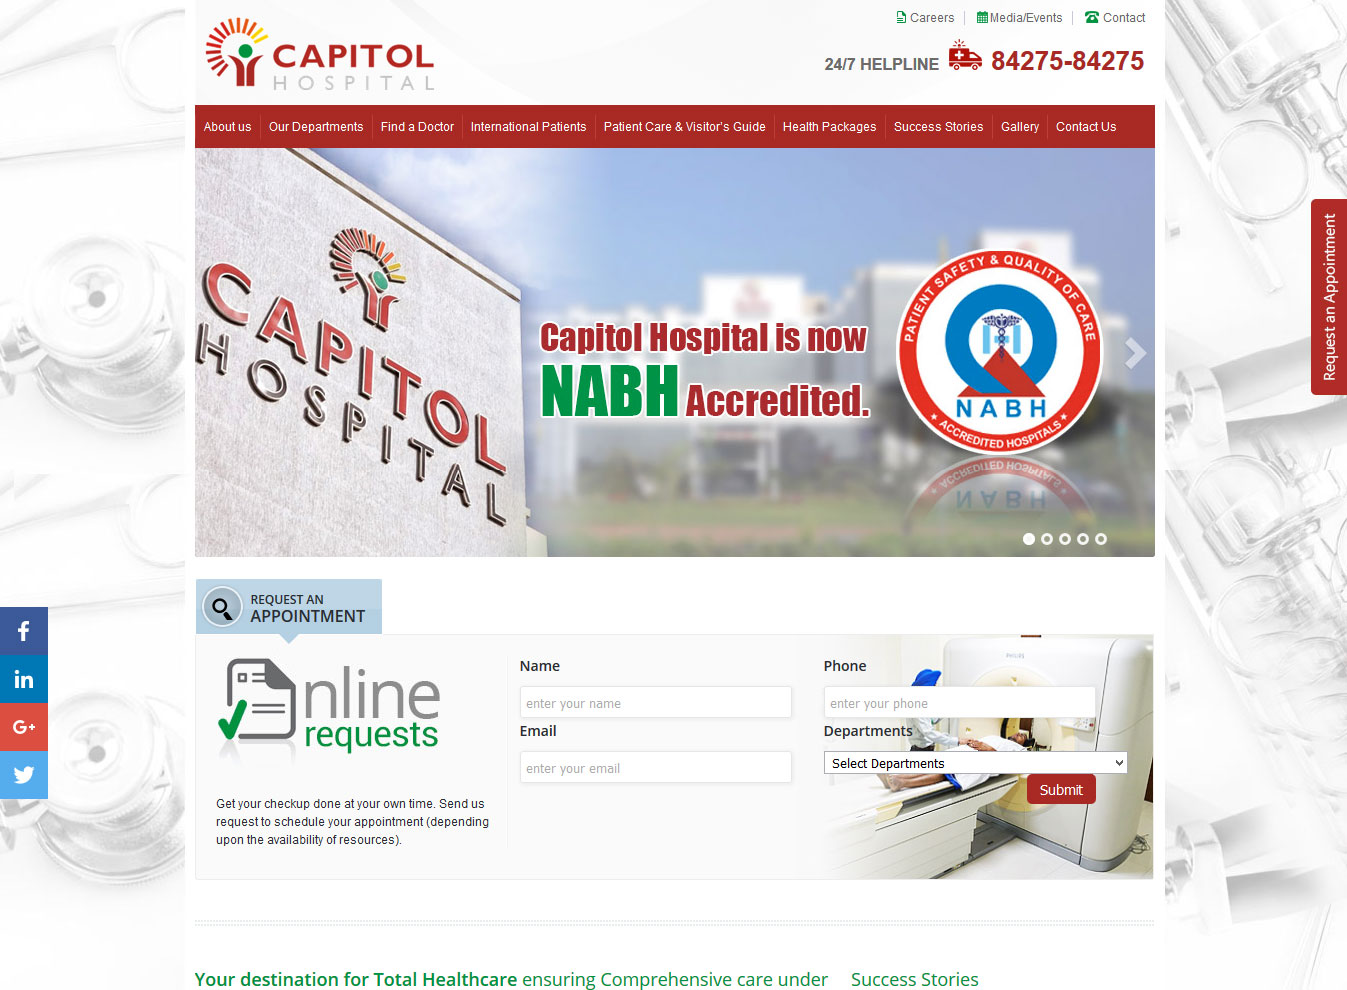 Careers
Media/Events
Contact
CAPITOL
HOSPITAL
24/7 HELPLINE 84275-84275
About us
Our Departments
Find a Doctor
International Patients
Patient Care & Visitor's Guide
Health Packages
Success Stories
Gallery
Contact Us
CAPITOL
HOSPITAL
Capitol Hospital is now
NABH Accredited.
PATIENT SAFETY & QUALITY OF CARE
NABH
ACCREDITED HOSPITALS
Request an Appointment
REQUEST AN
APPOINTMENT
nline
requests
Get your checkup done at your own time. Send us
request to schedule your appointment (depending
upon the availability of resources).
Name
enter your name
Email
enter your email
Phone
enter your phone
Departments
Select Departments
Submit
PHILIPS
f
in
G+
Your destination for Total Healthcare ensuring Comprehensive care under
Success Stories